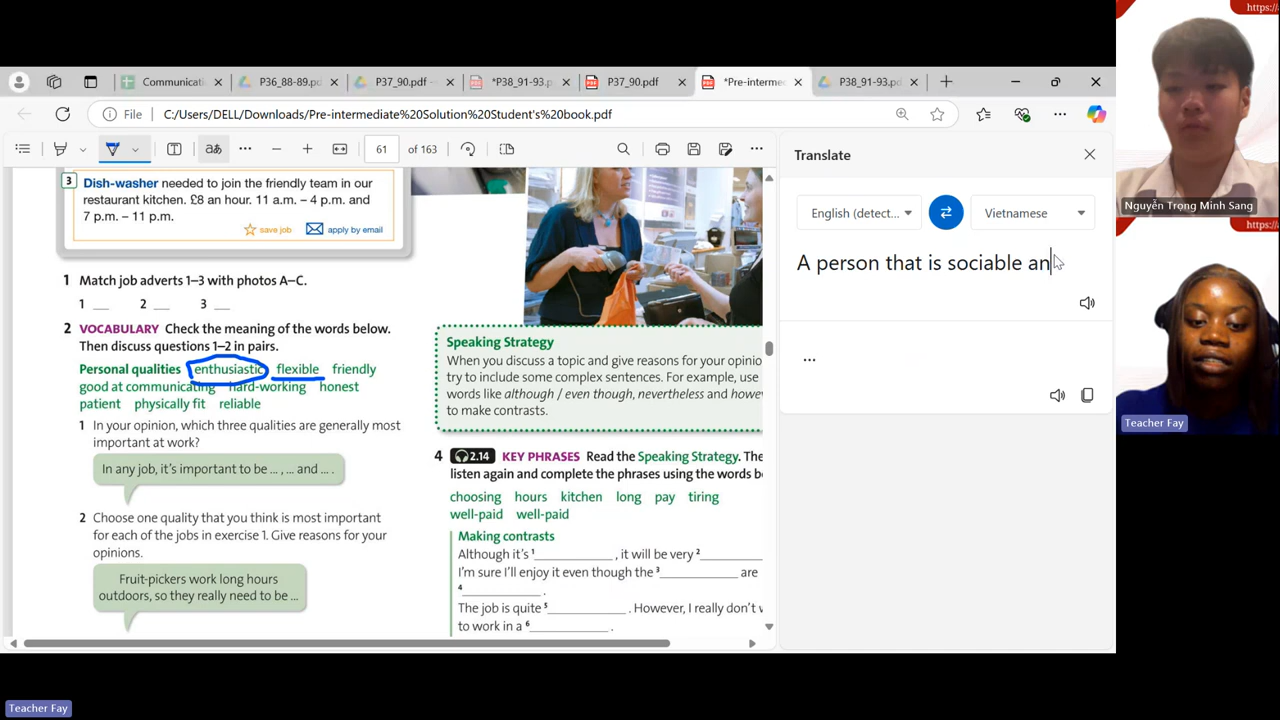 https://
Communicati...
P36_88-89.pd
P37_90.pdf -
*P38_91-93.p
P37_90.pdf
*Pre-interme
P38_91-93.pd
File
C:/Users/DELL/Downloads/Pre-intermediate%20Solution%20Student's%20book.pdf
61 of 163
aあ
3 Dish-washer needed to join the friendly team in our
restaurant kitchen. £8 an hour. 11 a.m. – 4 p.m. and
7 p.m. – 11 p.m.
save job apply by email
1 Match job adverts 1–3 with photos A–C.
1 __ 2 __ 3 __
2 VOCABULARY Check the meaning of the words below.
Then discuss questions 1–2 in pairs.
Personal qualities enthusiastic flexible friendly
good at communicating hard-working honest
patient physically fit reliable
1 In your opinion, which three qualities are generally most
important at work?
In any job, it's important to be ... , ... and ... .
2 Choose one quality that you think is most important
for each of the jobs in exercise 1. Give reasons for your
opinions.
Fruit-pickers work long hours
outdoors, so they really need to be ...
Speaking Strategy
When you discuss a topic and give reasons for your opinio
try to include some complex sentences. For example, use
words like although / even though, nevertheless and howe
to make contrasts.
4 2.14 KEY PHRASES Read the Speaking Strategy. The
listen again and complete the phrases using the words b
choosing hours kitchen long pay tiring
well-paid well-paid
Making contrasts
Although it's 1__________ , it will be very 2________
I'm sure I'll enjoy it even though the 3__________ are
4__________ .
The job is quite 5__________ . However, I really don't w
to work in a 6__________ .
Translate
English (detect...
Vietnamese
A person that is sociable an
...
Nguyễn Trọng Minh Sang
https://
Teacher Fay
Teacher Fay